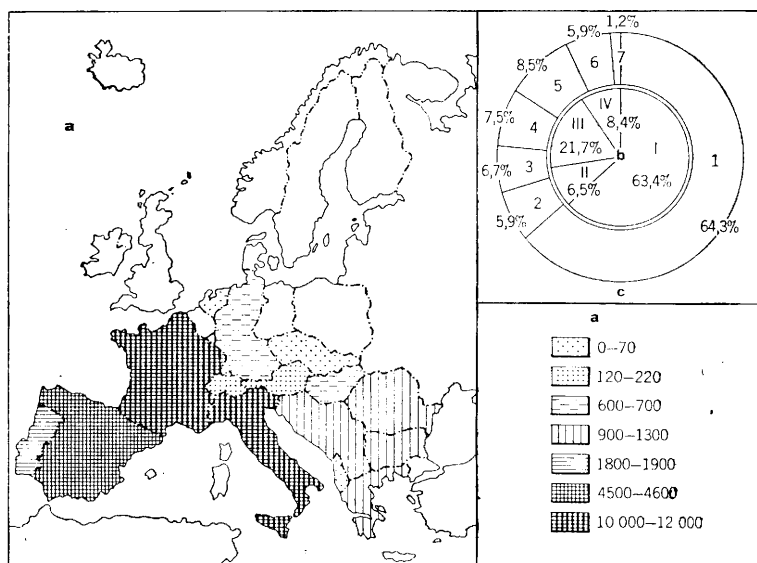 a
1,2%
5,9%
8,5%
7,5%
6,7%
5,9%
64,3%
7
6
5
4
3
2
1
IV
8,4%
III
21,7%
b
I
63,4%
II
6,5%
c
a
0—70
120—220
600—700
900—1300
1800—1900
4500—4600
10 000—12 000